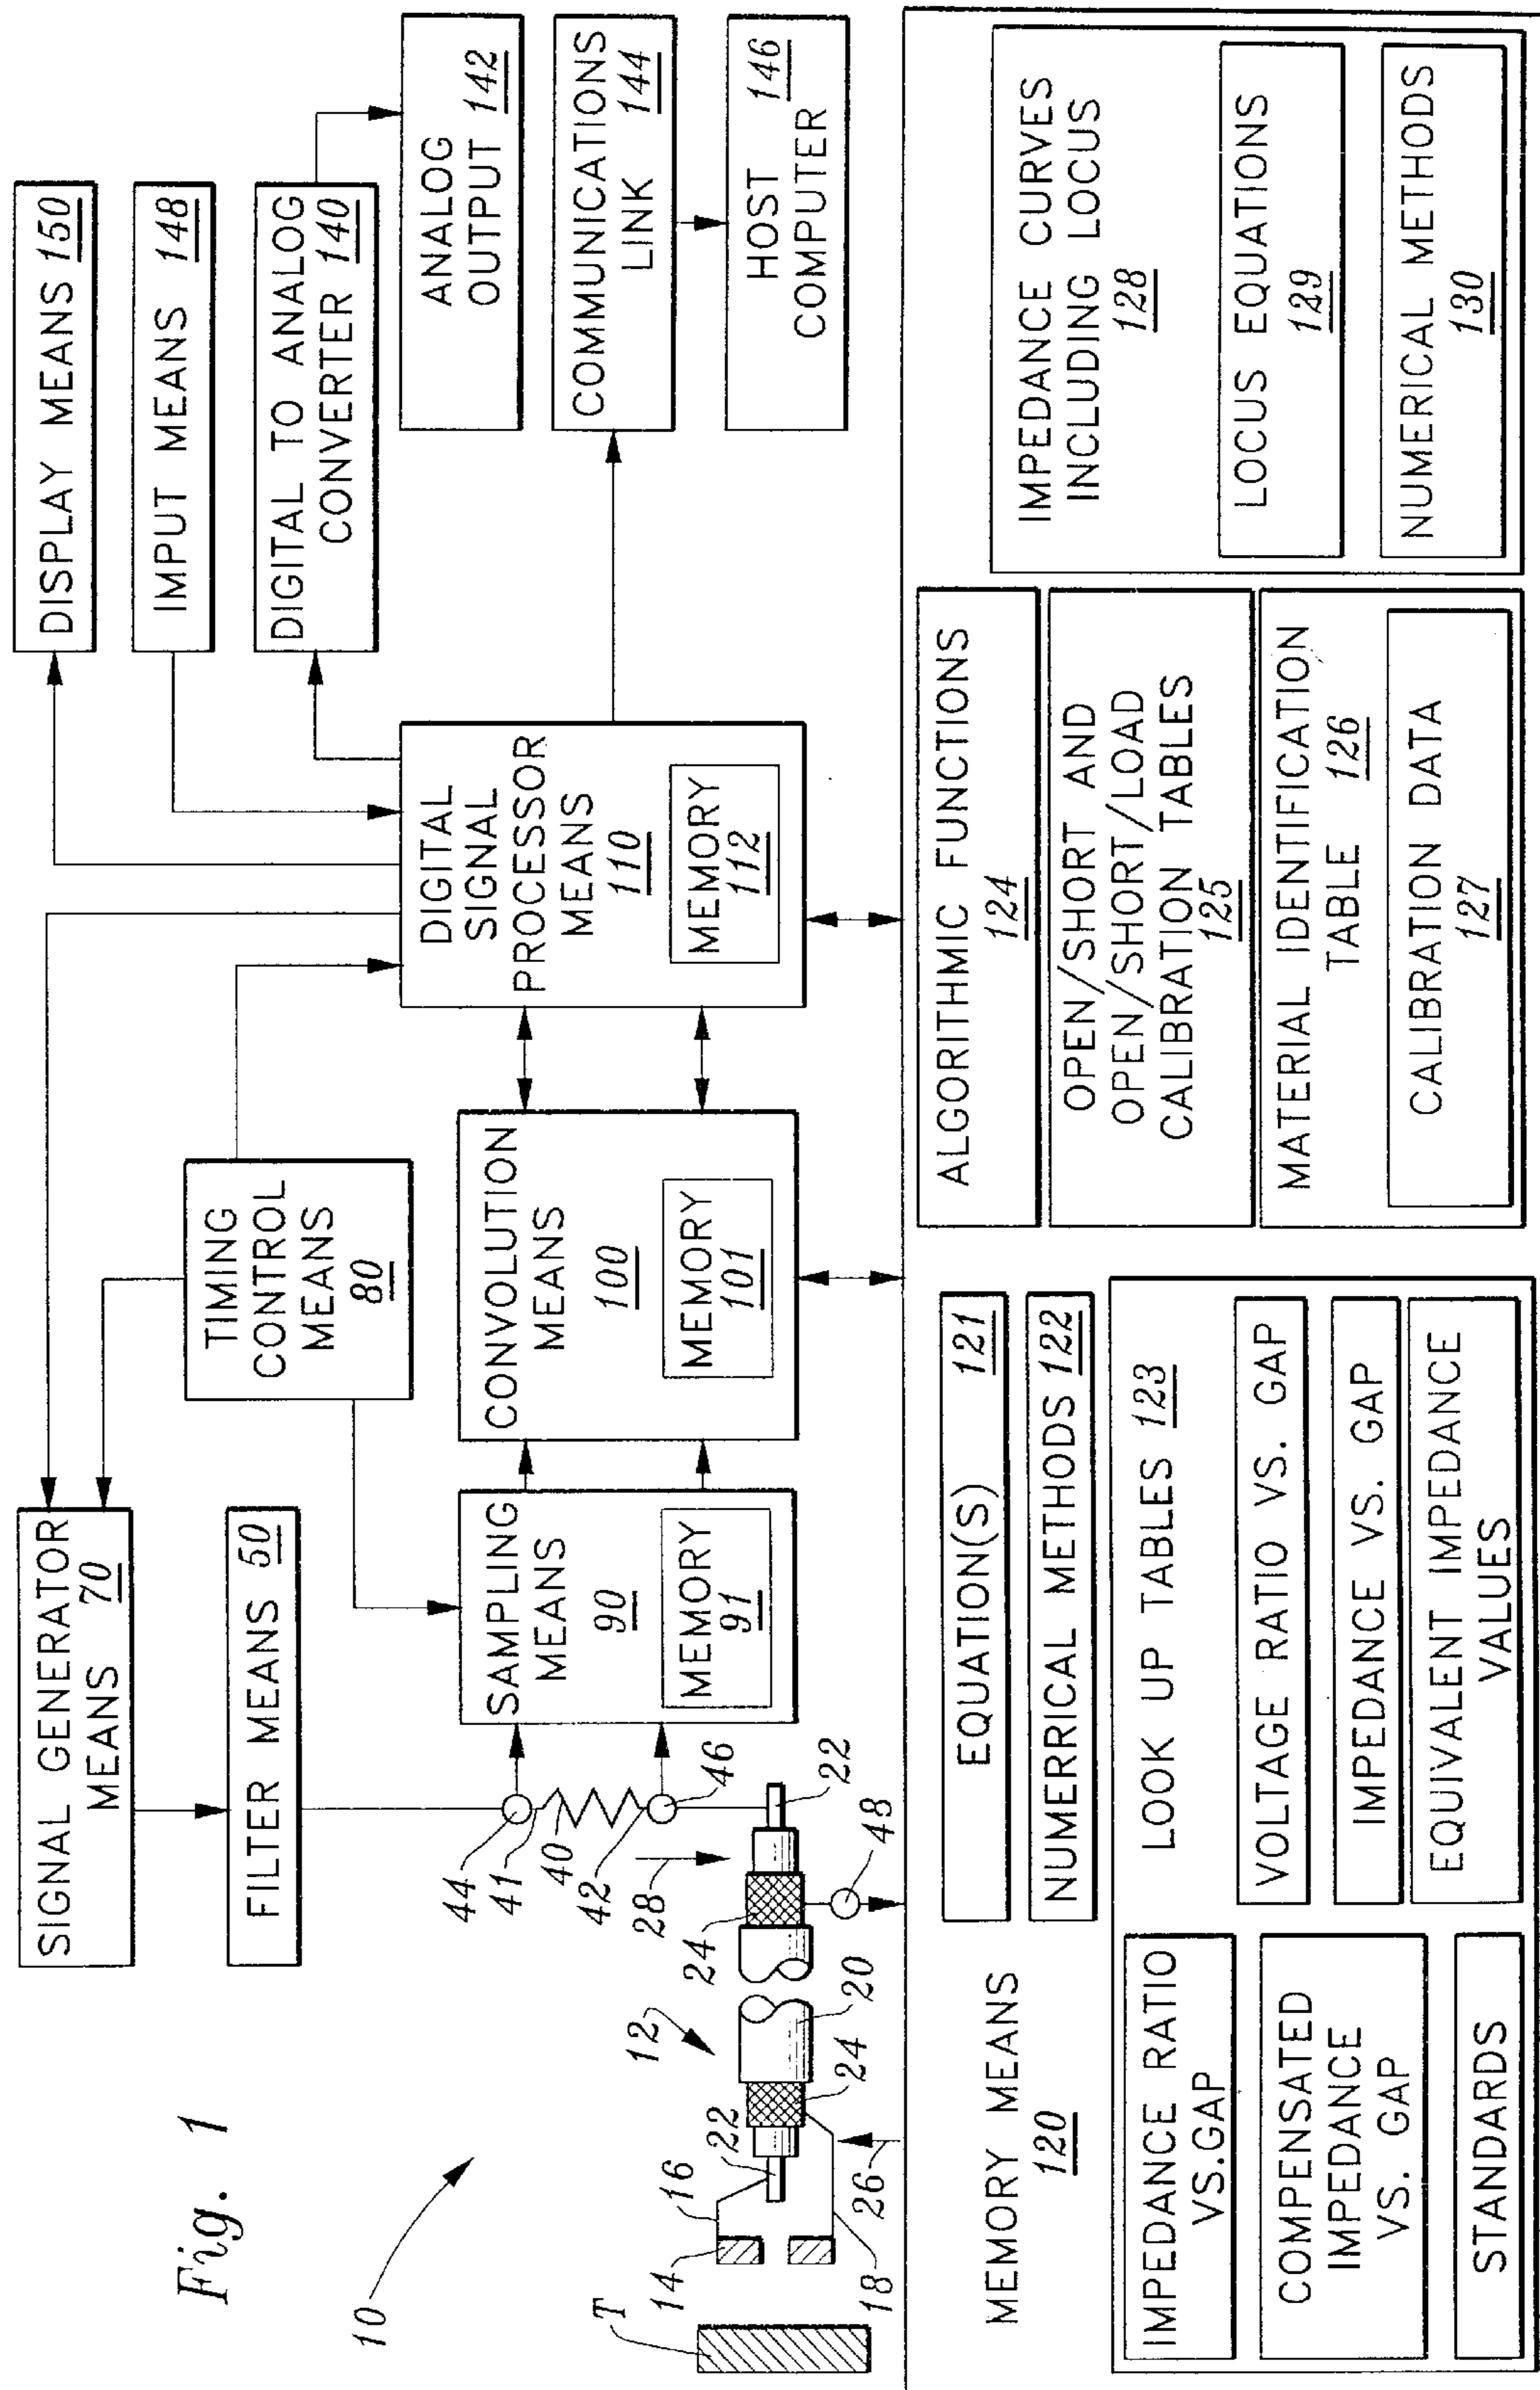 Fig. 1
10
SIGNAL GENERATOR
MEANS 70
FILTER MEANS 50
TIMING
CONTROL
MEANS
80
DISPLAY MEANS 150
IMPUT MEANS 148
DIGITAL TO ANALOG
CONVERTER 140
ANALOG
OUTPUT 142
COMMUNICATIONS
LINK 144
HOST 146
COMPUTER
DIGITAL
SIGNAL
PROCESSOR
MEANS
110
MEMORY
112
CONVOLUTION
MEANS
100
MEMORY
101
SAMPLING
MEANS
90
MEMORY
91
44
41
40
42
46
28
22
48
24
20
12
24
22
16
14
26
18
T
MEMORY MEANS
120
EQUATION(S) 121
NUMERRICAL METHODS 122
LOOK UP TABLES 123
IMPEDANCE RATIO
VS.GAP
COMPENSATED
IMPEDANCE
VS. GAP
STANDARDS
VOLTAGE RATIO VS. GAP
IMPEDANCE VS. GAP
EQUIVALENT IMPEDANCE
VALUES
ALGORITHMIC FUNCTIONS
124
OPEN/SHORT AND
OPEN/SHORT/LOAD
CALIBRATION TABLES
125
MATERIAL IDENTIFICATION
TABLE 126
CALIBRATION DATA
127
IMPEDANCE CURVES
INCLUDING LOCUS
128
LOCUS EQUATIONS
129
NUMERICAL METHODS
130